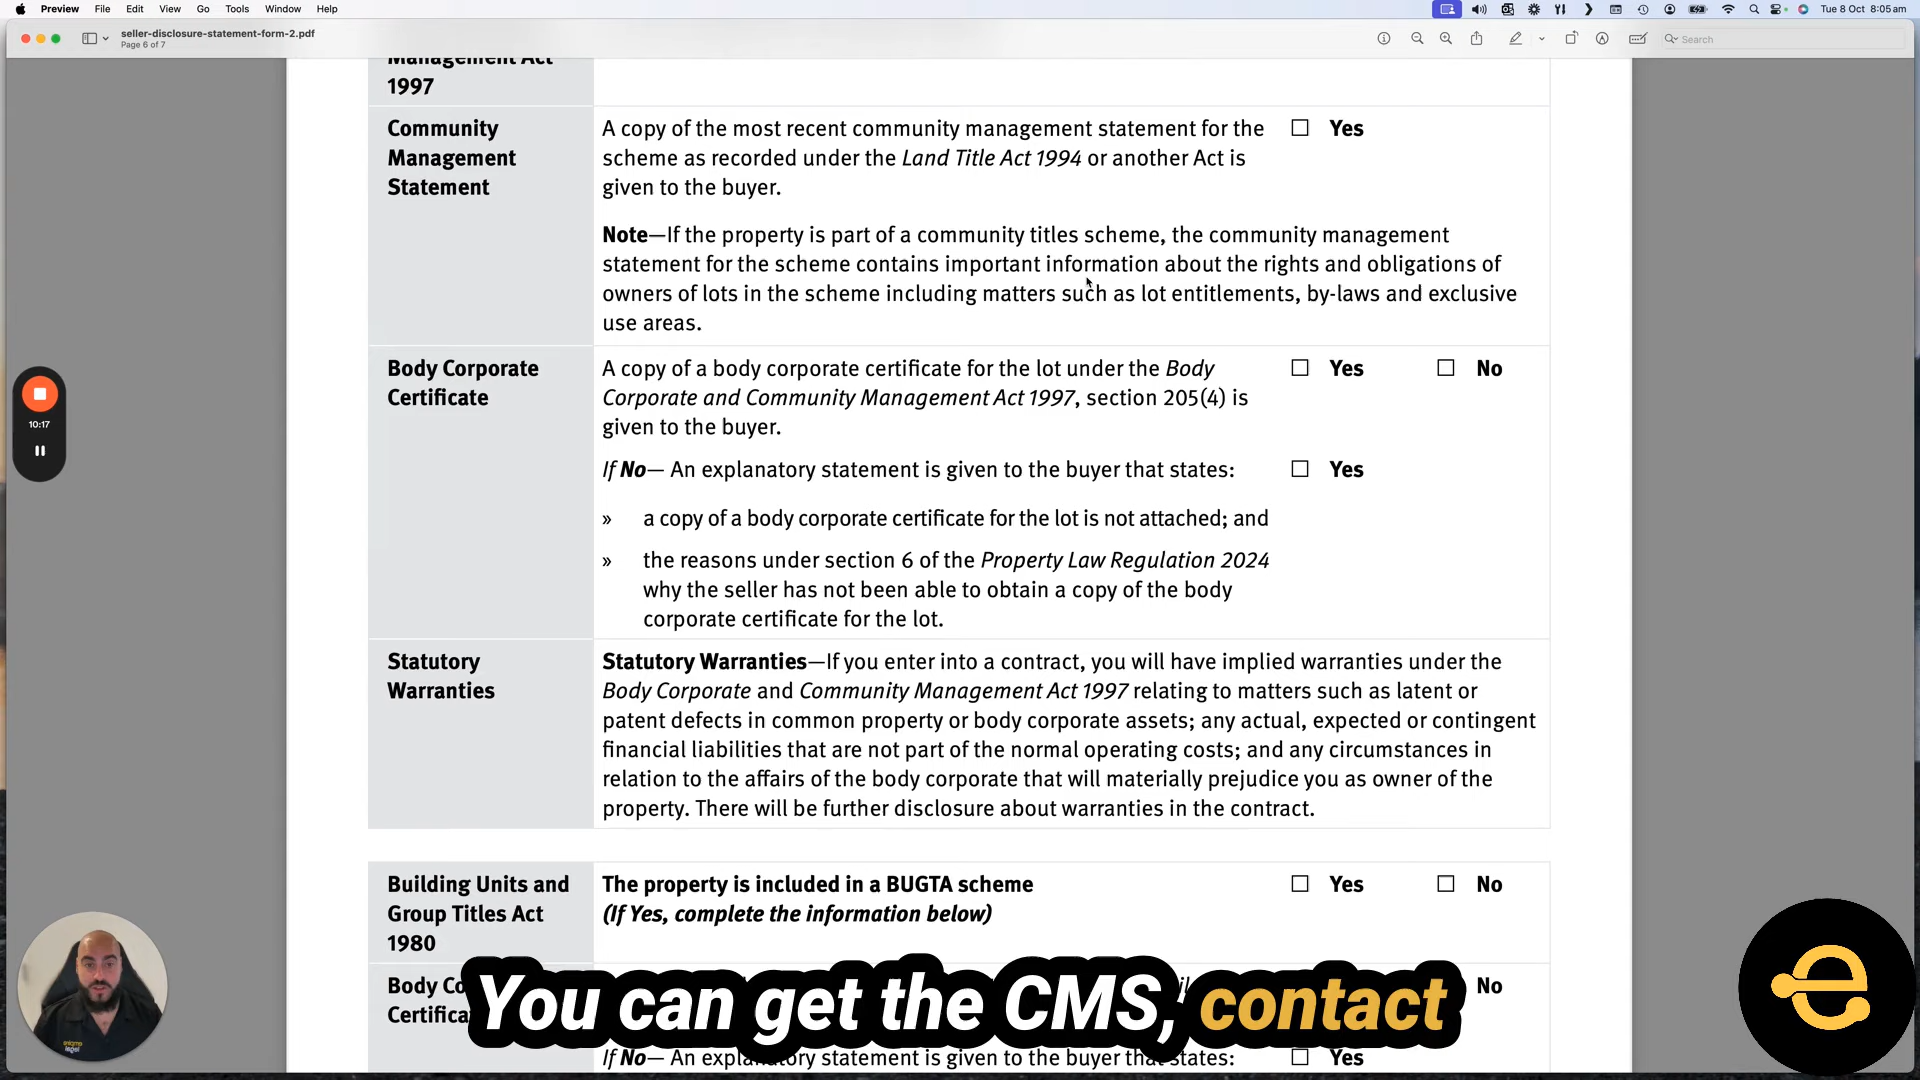 Preview File Edit View Go Tools Window Help
Tue 8 Oct 8:05 am
seller-disclosure-statement-form-2.pdf
Page 6 of 7
Search
Management Act
1997
Community
Management
Statement
A copy of the most recent community management statement for the
scheme as recorded under the Land Title Act 1994 or another Act is
given to the buyer.
☐ Yes
Note—If the property is part of a community titles scheme, the community management
statement for the scheme contains important information about the rights and obligations of
owners of lots in the scheme including matters such as lot entitlements, by-laws and exclusive
use areas.
Body Corporate
Certificate
A copy of a body corporate certificate for the lot under the Body
Corporate and Community Management Act 1997, section 205(4) is
given to the buyer.
☐ Yes ☐ No
If No— An explanatory statement is given to the buyer that states:
☐ Yes
» a copy of a body corporate certificate for the lot is not attached; and
» the reasons under section 6 of the Property Law Regulation 2024
why the seller has not been able to obtain a copy of the body
corporate certificate for the lot.
Statutory
Warranties
Statutory Warranties—If you enter into a contract, you will have implied warranties under the
Body Corporate and Community Management Act 1997 relating to matters such as latent or
patent defects in common property or body corporate assets; any actual, expected or contingent
financial liabilities that are not part of the normal operating costs; and any circumstances in
relation to the affairs of the body corporate that will materially prejudice you as owner of the
property. There will be further disclosure about warranties in the contract.
Building Units and
Group Titles Act
1980
The property is included in a BUGTA scheme
(If Yes, complete the information below)
☐ Yes ☐ No
Body Co
Certifica
No
If No— An explanatory statement is given to the buyer that states:
☐ Yes
You can get the CMS, contact
10:17
enigma
legal
e